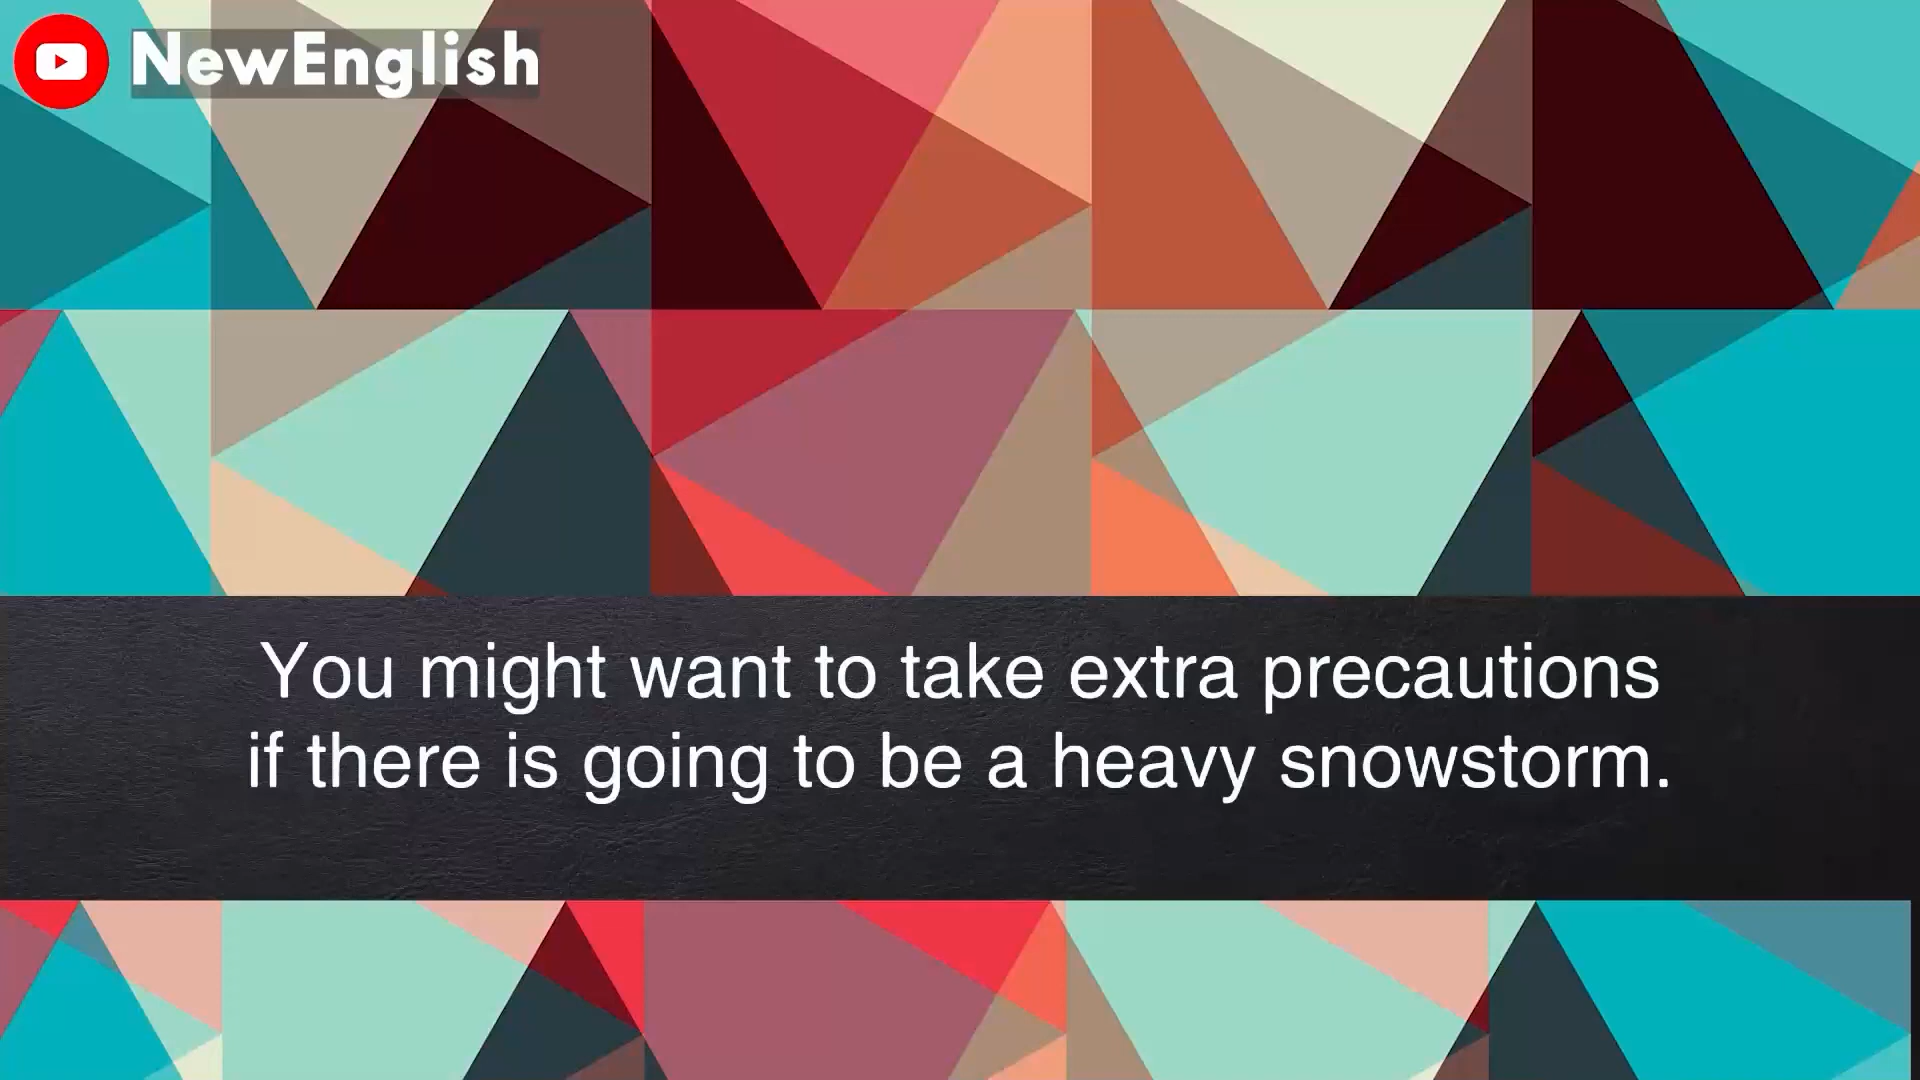 NewEnglish
You might want to take extra precautions
if there is going to be a heavy snowstorm.